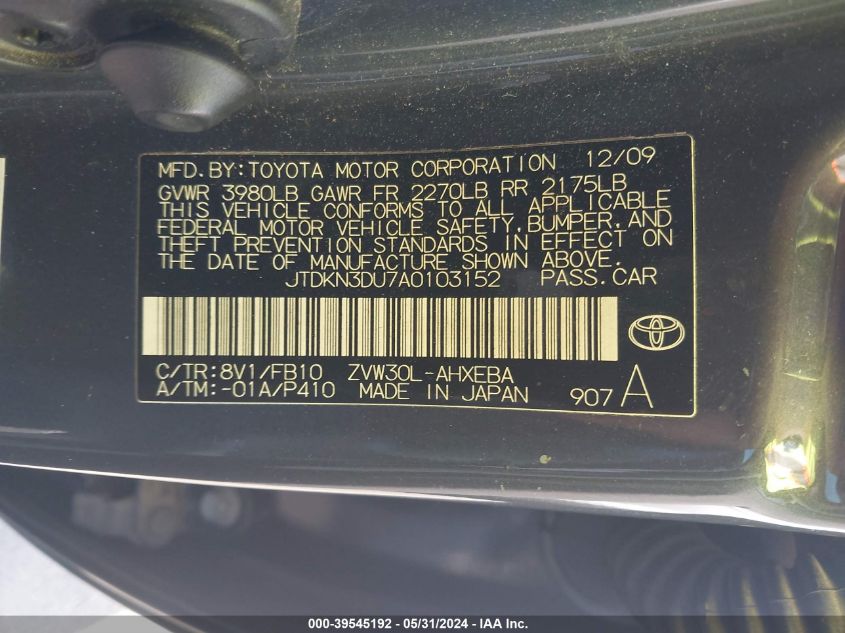 MFD.BY:TOYOTA MOTOR CORPORATION 12/09
GVWR 3980LB GAWR FR 2270LB RR 2175LB
THIS VEHICLE CONFORMS TO ALL APPLICABLE
FEDERAL MOTOR VEHICLE SAFETY,BUMPER,AND
THEFT PREVENTION STANDARDS IN EFFECT ON
THE DATE OF MANUFACTURE SHOWN ABOVE.
JTDKN3DU7A0103152 PASS.CAR
C/TR:8V1/FB10 ZVW30L-AHXEBA
A/TM:-01A/P410 MADE IN JAPAN 907 A
000-39545192 - 05/31/2024 - IAA Inc.